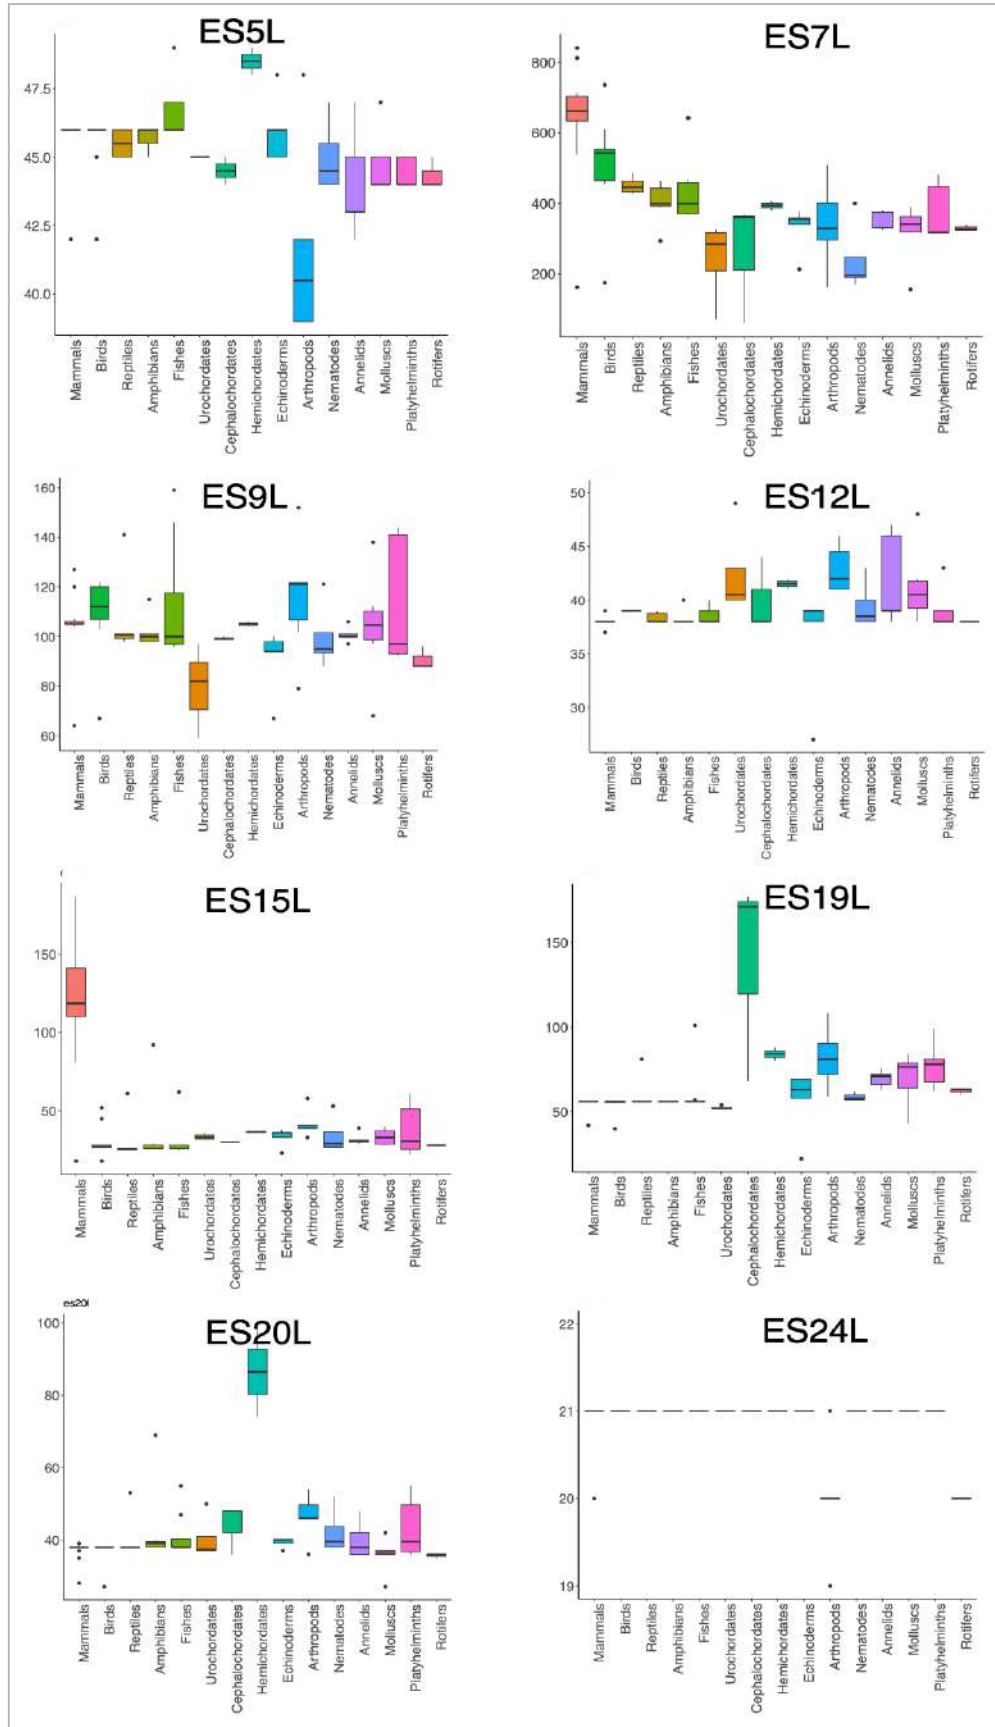 ES5L
47.5
45.0
42.5
40.0
Mammals
Birds
Reptiles
Amphibians
Fishes
Urochordates
Cephalochordates
Hemichordates
Echinoderms
Arthropods
Nematodes
Annelids
Molluscs
Platyhelminths
Rotifers
ES7L
800
600
400
200
Mammals
Birds
Reptiles
Amphibians
Fishes
Urochordates
Cephalochordates
Hemichordates
Echinoderms
Arthropods
Nematodes
Annelids
Molluscs
Platyhelminths
Rotifers
ES9L
160
140
120
100
80
60
Mammals
Birds
Reptiles
Amphibians
Fishes
Urochordates
Cephalochordates
Hemichordates
Echinoderms
Arthropods
Nematodes
Annelids
Molluscs
Platyhelminths
Rotifers
ES12L
50
45
40
35
30
Mammals
Birds
Reptiles
Amphibians
Fishes
Urochordates
Cephalochordates
Hemichordates
Echinoderms
Arthropods
Nematodes
Annelids
Molluscs
Platyhelminths
Rotifers
ES15L
150
100
50
Mammals
Birds
Reptiles
Amphibians
Fishes
Urochordates
Cephalochordates
Hemichordates
Echinoderms
Arthropods
Nematodes
Annelids
Molluscs
Platyhelminths
Rotifers
ES19L
150
100
50
Mammals
Birds
Reptiles
Amphibians
Fishes
Urochordates
Cephalochordates
Hemichordates
Echinoderms
Arthropods
Nematodes
Annelids
Molluscs
Platyhelminths
Rotifers
es20l
ES20L
100
80
60
40
Mammals
Birds
Reptiles
Amphibians
Fishes
Urochordates
Cephalochordates
Hemichordates
Echinoderms
Arthropods
Nematodes
Annelids
Molluscs
Platyhelminths
Rotifers
ES24L
22
21
20
19
Mammals
Birds
Reptiles
Amphibians
Fishes
Urochordates
Cephalochordates
Hemichordates
Echinoderms
Arthropods
Nematodes
Annelids
Molluscs
Platyhelminths
Rotifers